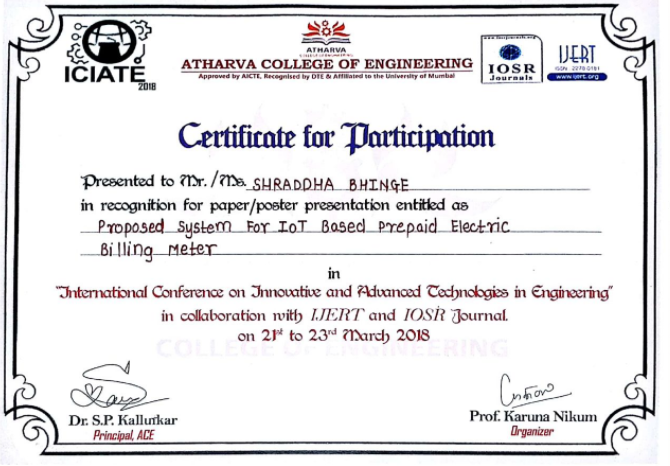 ICIATE
2018
ATHARVA
ATHARVA COLLEGE OF ENGINEERING
Approved by AICTE, Recognised by DTE & Affiliated to the University of Mumbai
IOSR
Journals
IJERT
ISSN: 2278-0181
www.ijert.org
Certificate for Participation
Presented to Mr. /Ms. SHRADDHA BHINGE
in recognition for paper/poster presentation entitled as
Proposed System For IoT Based Prepaid Electric
Billing Meter
in
"International Conference on Innovative and Advanced Technologies in Engineering"
in collaboration with IJERT and IOSR Journal.
on 21st to 23rd March 2018
COLLEGE OF ENGINEERING
Dr. S.P. Kallurkar
Principal, ACE
Prof. Karuna Nikum
Organizer